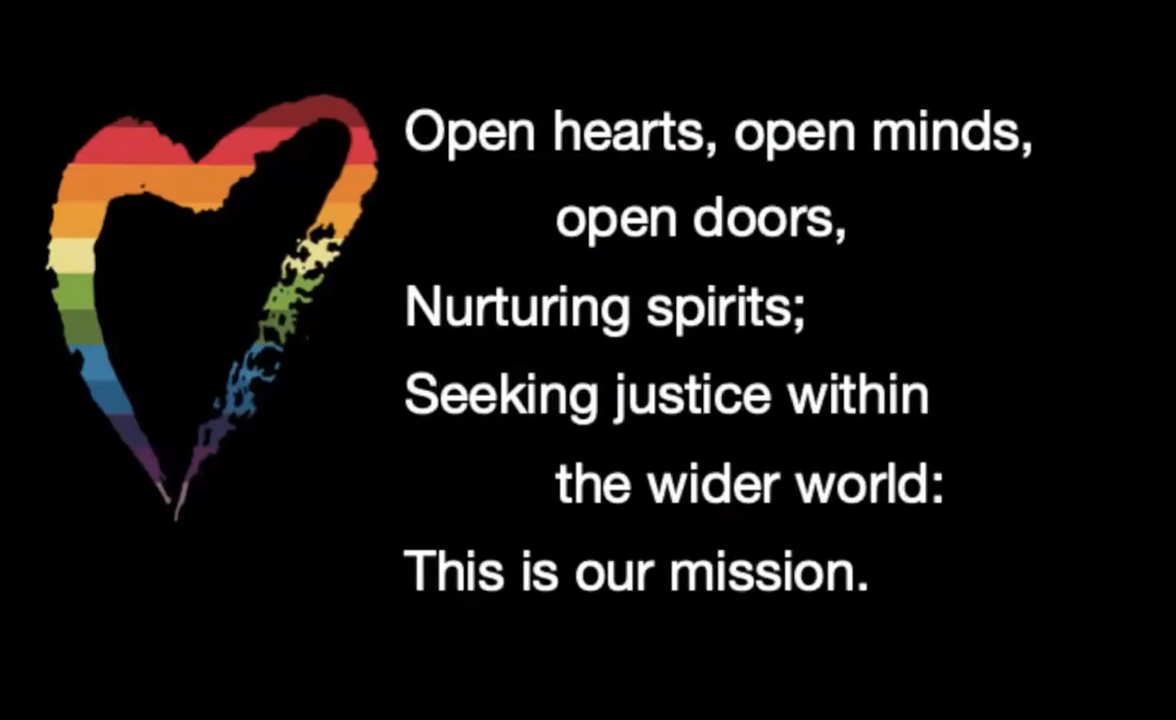 Open hearts, open minds,
open doors,
Nurturing spirits;
Seeking justice within
the wider world:
This is our mission.